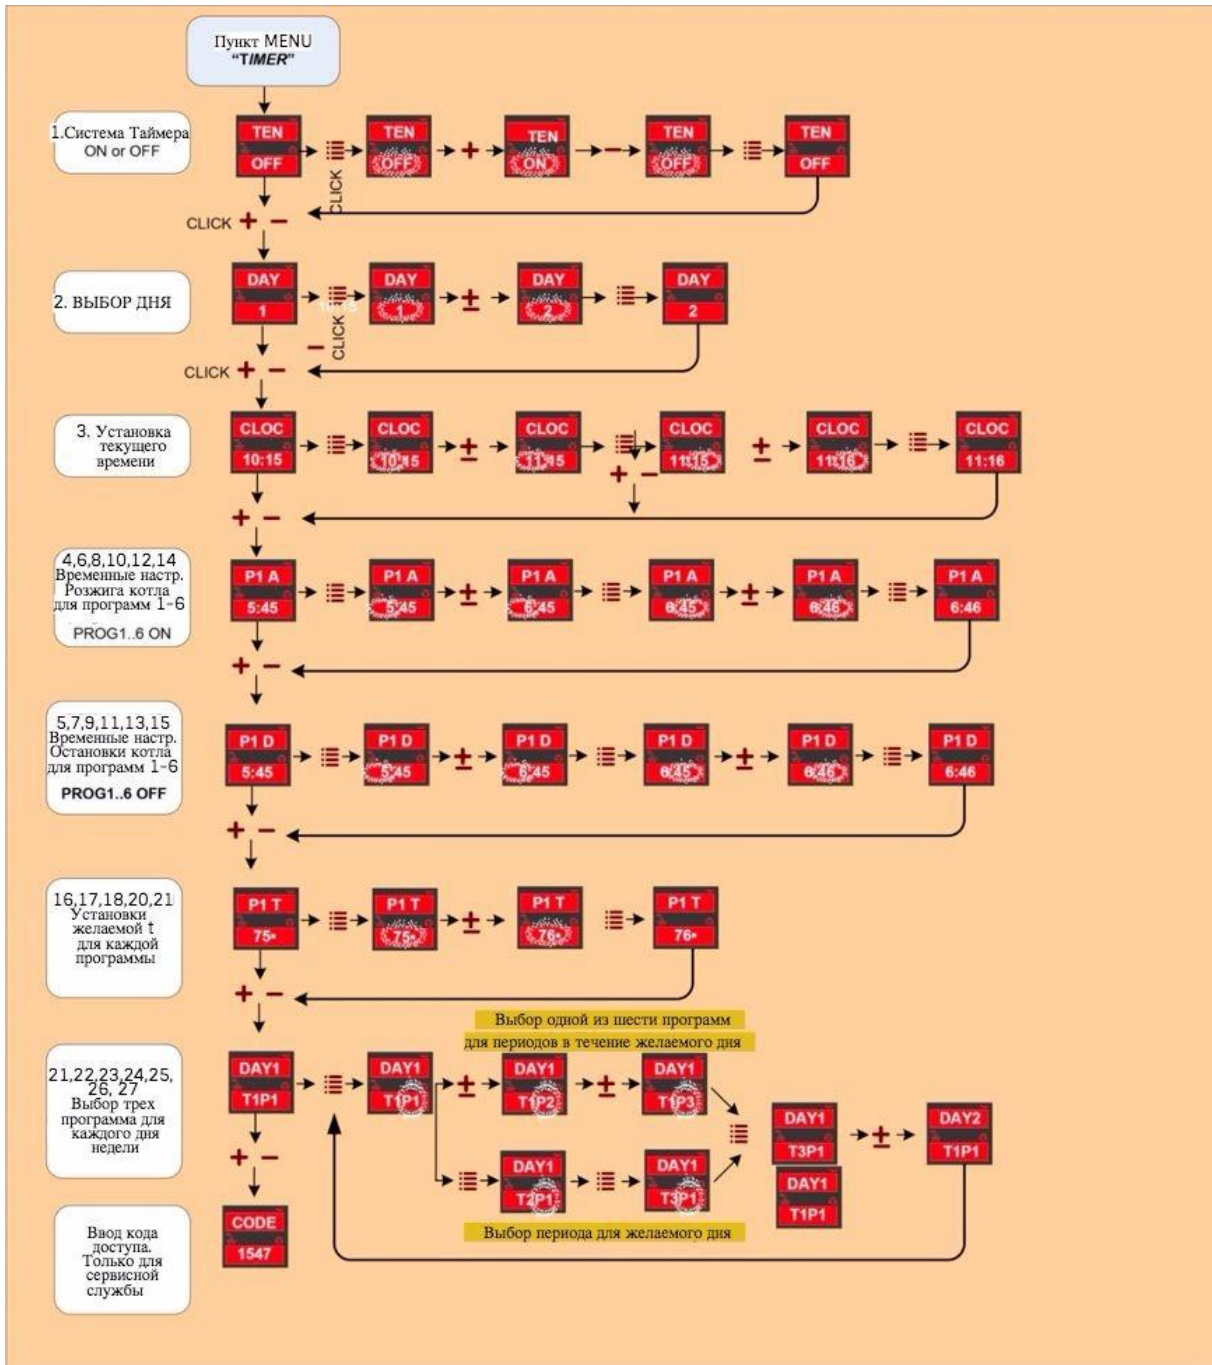 Пункт MENU
“TIMER”
1.Система Таймера
ON or OFF
TEN
OFF
TEN
OFF
TEN
ON
TEN
OFF
TEN
OFF
CLICK
CLICK
2. ВЫБОР ДНЯ
DAY
1
DAY
1
DAY
2
DAY
2
CLICK
CLICK
3. Установка
текущего
времени
CLOC
10:15
CLOC
10:15
CLOC
11:15
CLOC
11:15
CLOC
11:16
CLOC
11:16
4,6,8,10,12,14
Временные настр.
Розжига котла
для программ 1-6
PROG1..6 ON
P1 A
5:45
P1 A
5:45
P1 A
6:45
P1 A
6:45
P1 A
6:46
P1 A
6:46
5,7,9,11,13,15
Временные настр.
Остановки котла
для программ 1-6
PROG1..6 OFF
P1 D
5:45
P1 D
5:45
P1 D
6:45
P1 D
6:45
P1 D
6:46
P1 D
6:46
16,17,18,20,21
Установки
желаемой t
для каждой
программы
P1 T
75•
P1 T
75•
P1 T
76•
P1 T
76•
Выбор одной из шести программ
для периодов в течение желаемого дня
21,22,23,24,25,
26, 27
Выбор трех
программа для
каждого дня
недели
DAY1
T1P1
DAY1
T1P1
DAY1
T1P2
DAY1
T1P3
DAY1
T2P1
DAY1
T3P1
DAY1
T3P1
DAY1
T1P1
DAY2
T1P1
Выбор периода для желаемого дня
Ввод кода
доступа.
Только для
сервисной
службы
CODE
1547